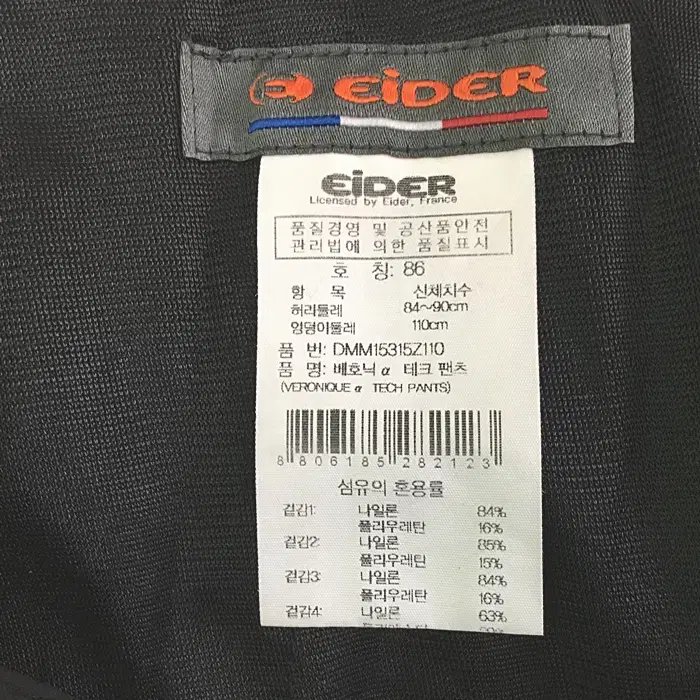 EiDER
EiDER
Licensed by Eider, France
품질경영 및 공산품안전
관리법에 의한 품질표시
호 칭: 86
항 목 신체치수
허리둘레 84~90cm
엉덩이둘레 110cm
품 번: DMM15315Z110
품 명: 베호닉 α 테크 팬츠
(VERONIQUE α TECH PANTS)
8 806185 282123
섬유의 혼용률
겉감1: 나일론 84%
폴리우레탄 16%
겉감2: 나일론 85%
폴리우레탄 15%
겉감3: 나일론 84%
폴리우레탄 16%
겉감4: 나일론 63%